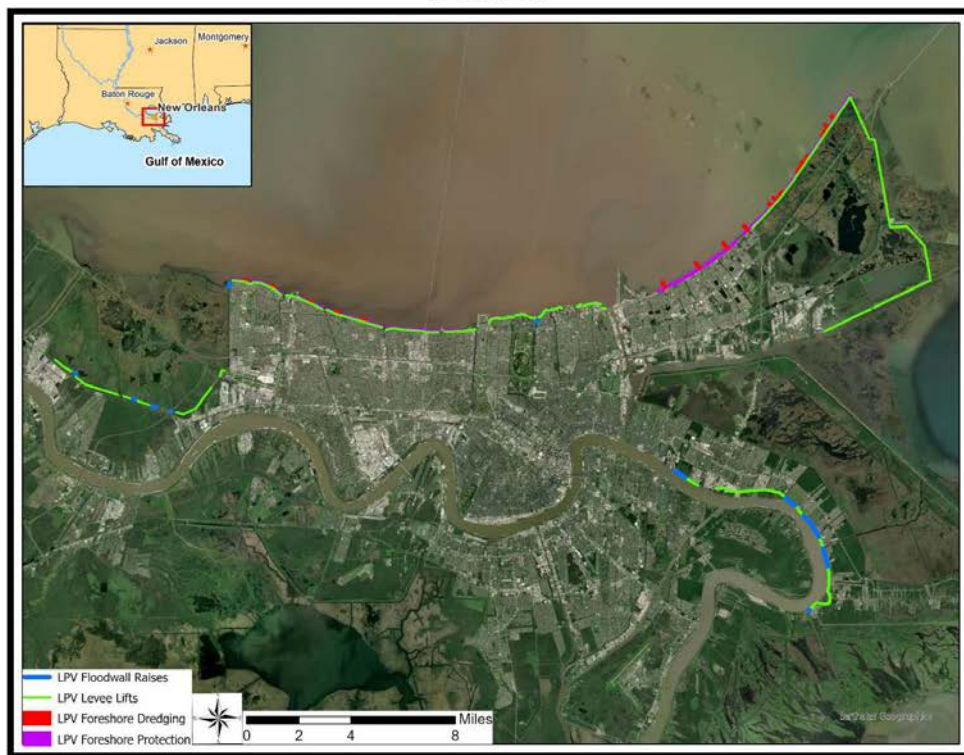 Jackson
Montgomery
Baton Rouge
New Orleans
Gulf of Mexico
LPV Floodwall Raises
LPV Levee Lifts
LPV Foreshore Dredging
LPV Foreshore Protection
Miles
0 2 4 8